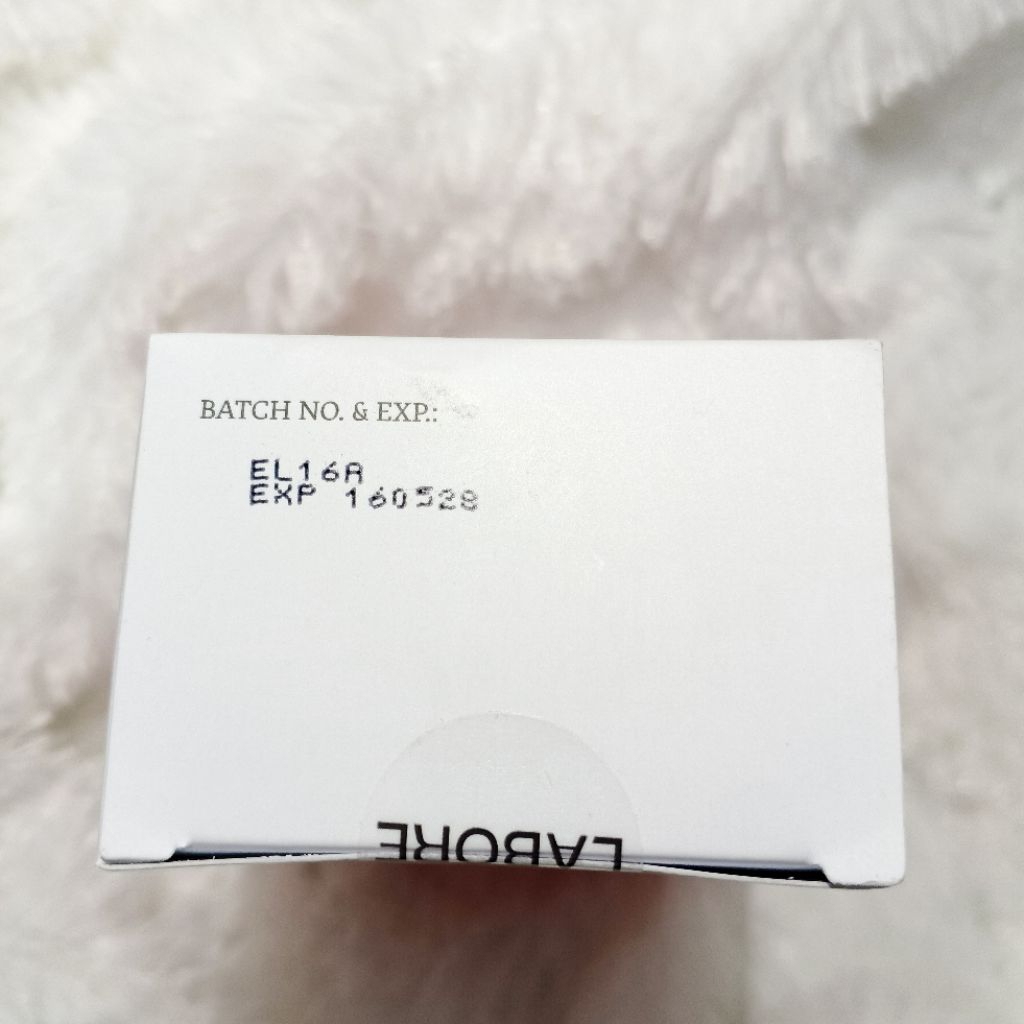 BATCH NO. & EXP.:
EL16A
EXP 160528
LABORE